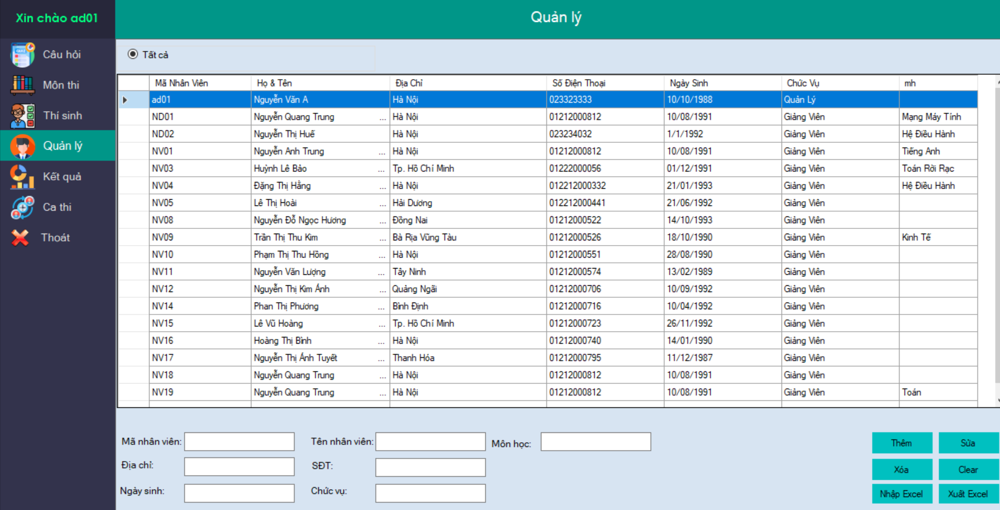 Xin chào ad01
Quản lý
Câu hỏi
Môn thi
Thí sinh
Quản lý
Kết quả
Ca thi
Thoát
Tất cả
Mã Nhân Viên Họ & Tên Địa Chỉ Số Điện Thoại Ngày Sinh Chức Vụ mh
ad01 Nguyễn Văn A Hà Nội 023323333 10/10/1988 Quản Lý
ND01 Nguyễn Quang Trung ... Hà Nội 01212000812 10/08/1991 Giảng Viên Mạng Máy Tính
ND02 Nguyễn Thị Huế Hà Nội 023234032 1/1/1992 Giảng Viên Hệ Điều Hành
NV01 Nguyễn Anh Trung ... Hà Nội 01212000812 10/08/1991 Giảng Viên Tiếng Anh
NV03 Huỳnh Lê Bảo ... Tp. Hồ Chí Minh 01222000056 01/12/1991 Giảng Viên Toán Rời Rạc
NV04 Đặng Thị Hằng ... Hà Nội 012212000332 21/01/1993 Giảng Viên Hệ Điều Hành
NV05 Lê Thị Hoài ... Hải Dương 012212000441 21/06/1992 Giảng Viên
NV08 Nguyễn Đỗ Ngọc Hương ... Đồng Nai 01212000522 14/10/1993 Giảng Viên
NV09 Trần Thị Thu Kim ... Bà Rịa Vũng Tàu 01212000526 18/10/1990 Giảng Viên Kinh Tế
NV10 Phạm Thị Thu Hồng ... Hà Nội 01212000551 28/08/1990 Giảng Viên
NV11 Nguyễn Văn Lượng ... Tây Ninh 01212000574 13/02/1989 Giảng Viên
NV12 Nguyễn Thị Kim Ánh ... Quảng Ngãi 01212000706 10/09/1992 Giảng Viên
NV14 Phan Thị Phương ... Bình Định 01212000716 10/04/1992 Giảng Viên
NV15 Lê Vũ Hoàng ... Tp. Hồ Chí Minh 01212000723 26/11/1992 Giảng Viên
NV16 Hoàng Thị Bình ... Hà Nội 01212000740 14/01/1990 Giảng Viên
NV17 Nguyễn Thị Ánh Tuyết ... Thanh Hóa 01212000795 11/12/1987 Giảng Viên
NV18 Nguyễn Quang Trung ... Hà Nội 01212000812 10/08/1991 Giảng Viên
NV19 Nguyễn Quang Trung ... Hà Nội 01212000812 10/08/1991 Giảng Viên Toán
Mã nhân viên: Tên nhân viên: Môn học: Thêm Sửa
Địa chỉ: SĐT: Xóa Clear
Ngày sinh: Chức vụ: Nhập Excel Xuất Excel